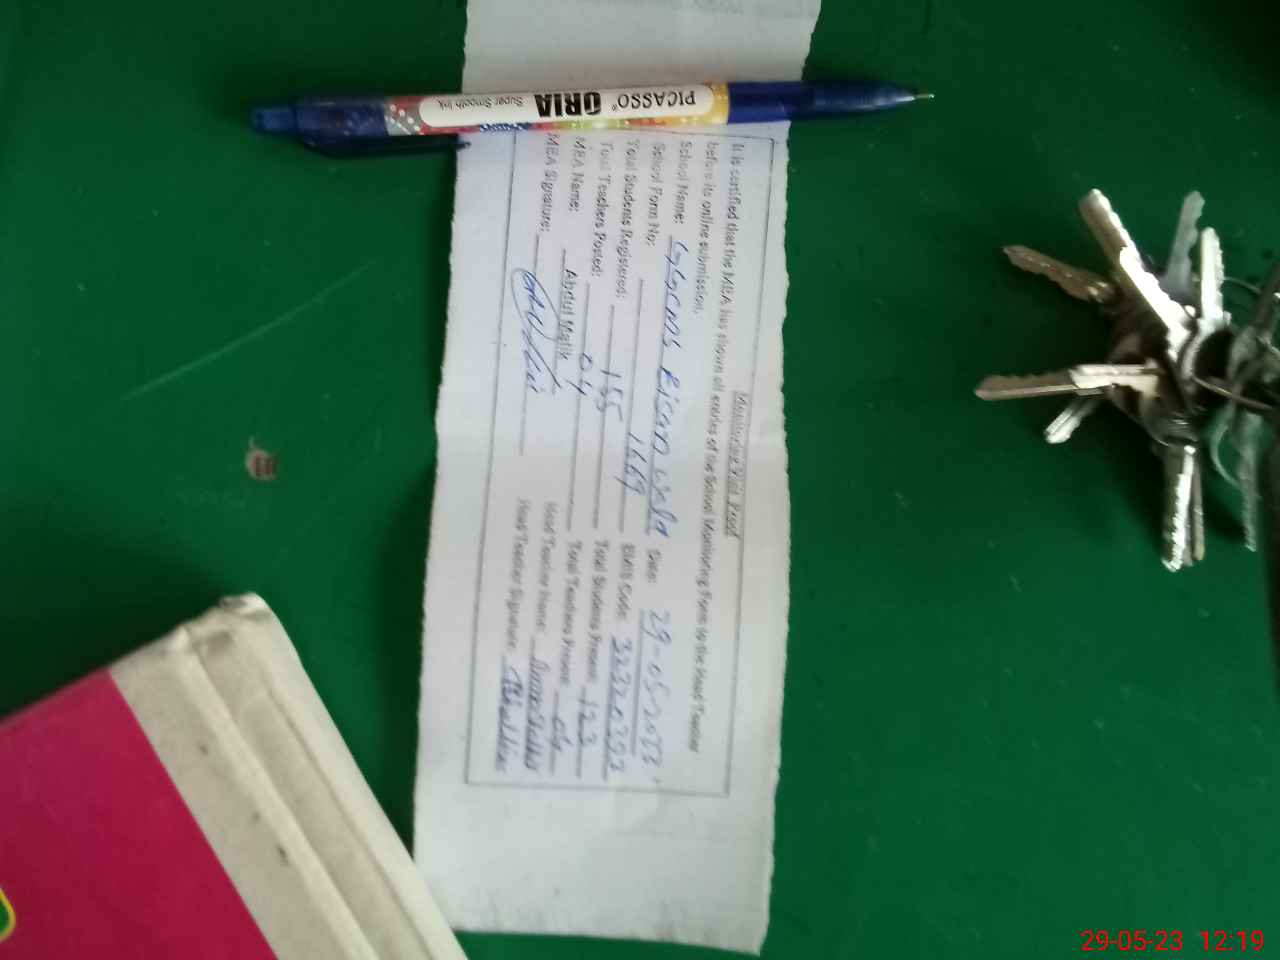 PICASSO® ORIA Super Smooth Ink
Monitoring Visit Proof
It is certified that the MEA has shown all entries of the School Monitoring Form to the Head Teacher
before its online submission.
School Name: Risan wala Date: 29-05-2023
School Form No: 1669 EMIS Code: 32320392
Total Students Registered: 155 Total Students Present: 123
Total Teachers Posted: 04 Total Teachers Present: 04
MEA Name: Abdul Malik Head Teacher Name:
MEA Signature: Head Teacher Signature:
29-05-23 12:19